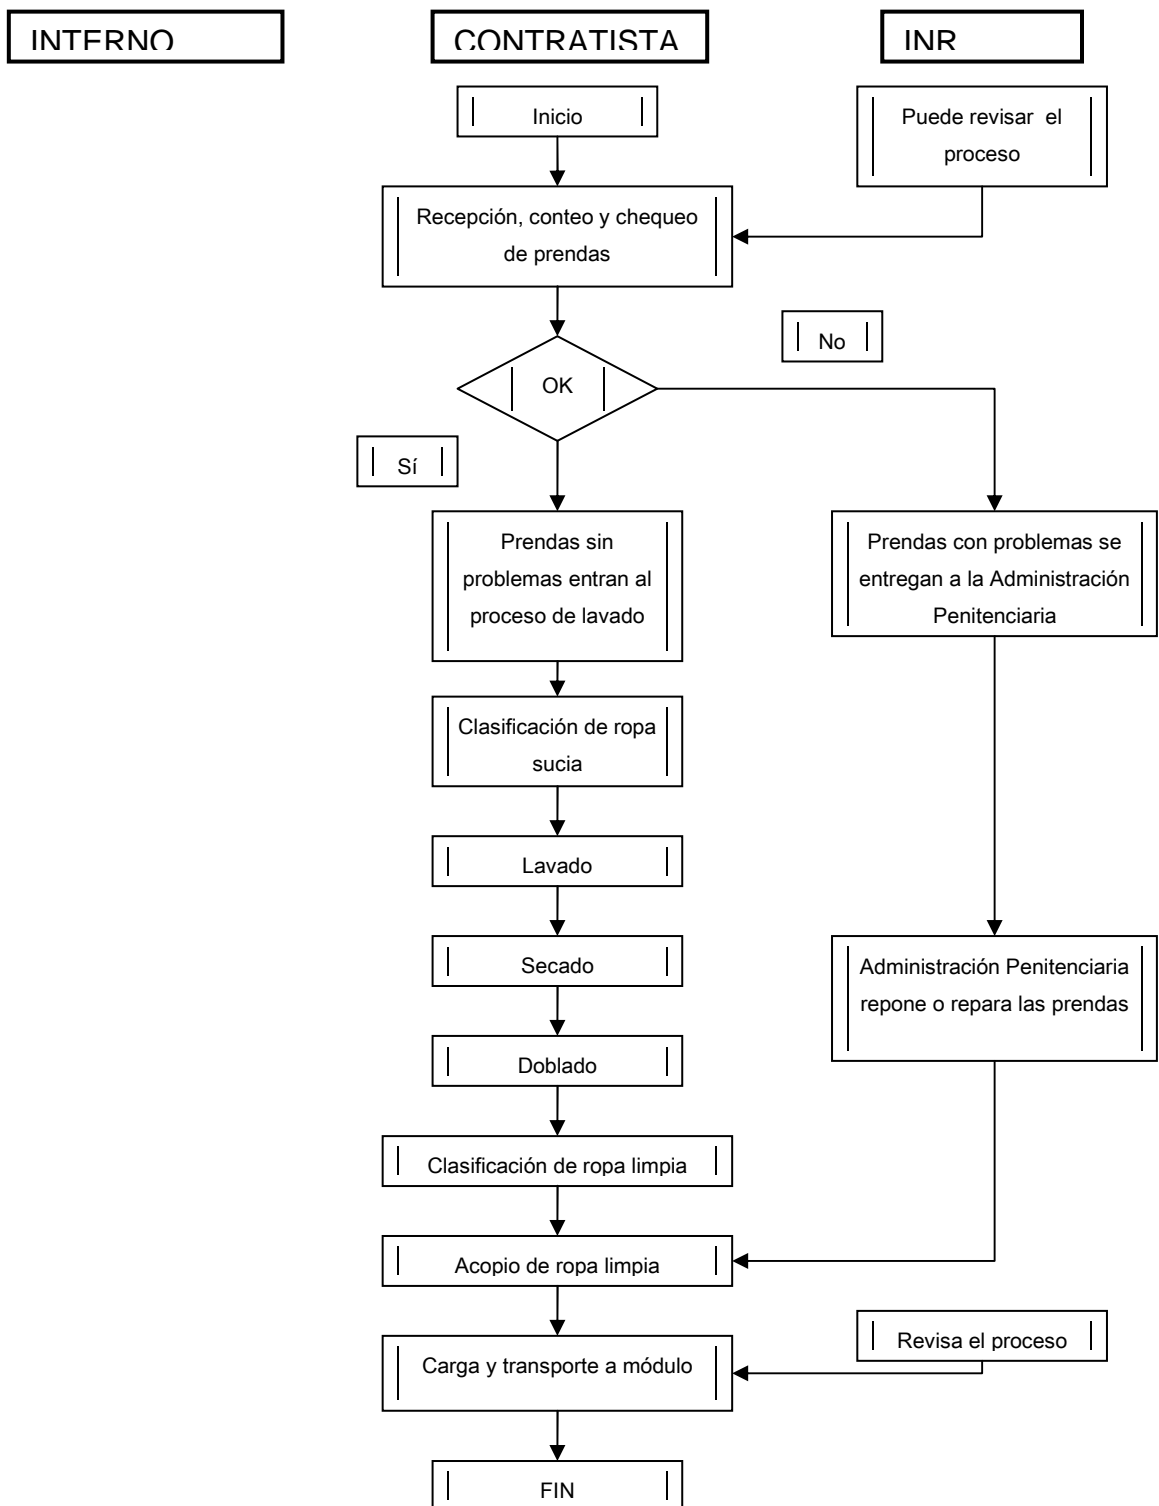 INTERNO
CONTRATISTA
INR
Inicio
Puede revisar el
proceso
Recepción, conteo y chequeo
de prendas
No
OK
Sí
Prendas sin
problemas entran al
proceso de lavado
Prendas con problemas se
entregan a la Administración
Penitenciaria
Clasificación de ropa
sucia
Lavado
Secado
Administración Penitenciaria
repone o repara las prendas
Doblado
Clasificación de ropa limpia
Acopio de ropa limpia
Revisa el proceso
Carga y transporte a módulo
FIN